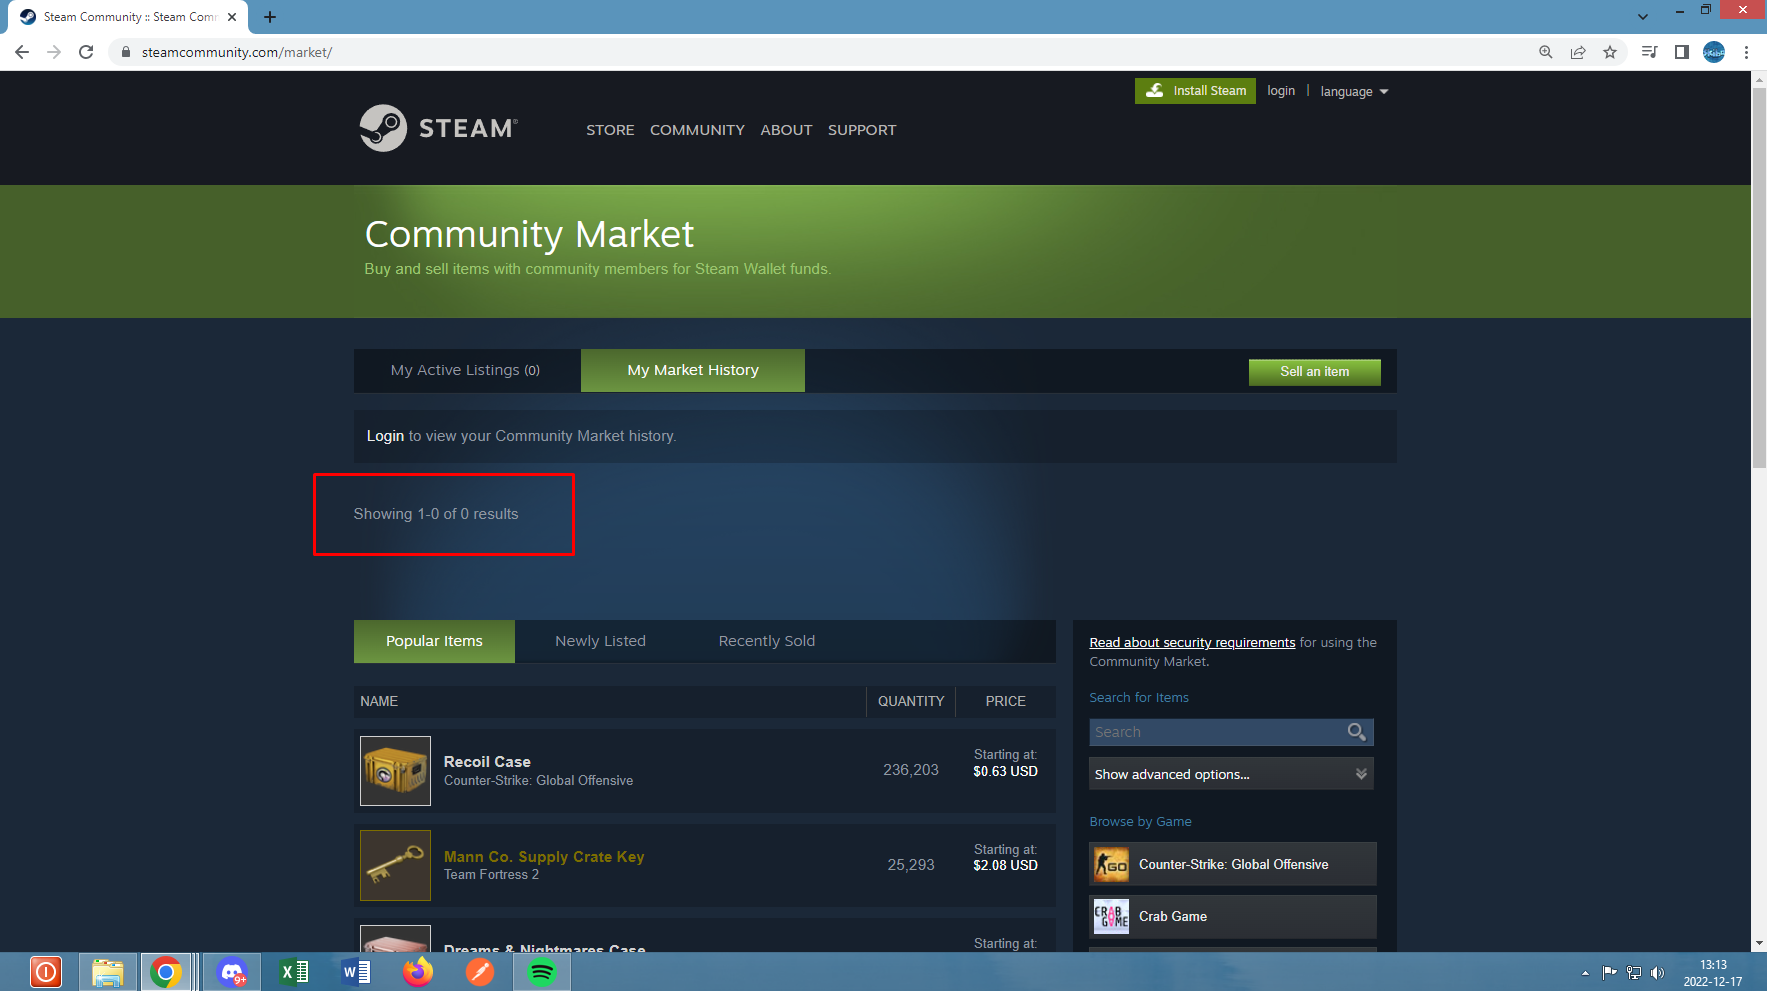 Steam Community :: Steam Com
steamcommunity.com/market/
Install Steam
login
|
language
STEAM®
STORE
COMMUNITY
ABOUT
SUPPORT
Community Market
Buy and sell items with community members for Steam Wallet funds.
My Active Listings (0)
My Market History
Sell an item
Login to view your Community Market history.
Showing 1-0 of 0 results
Popular Items
Newly Listed
Recently Sold
NAME
QUANTITY
PRICE
Recoil Case
Counter-Strike: Global Offensive
236,203
Starting at:
$0.63 USD
Mann Co. Supply Crate Key
Team Fortress 2
25,293
Starting at:
$2.08 USD
Dreams & Nightmares Case
Starting at:
Read about security requirements for using the
Community Market.
Search for Items
Search
Show advanced options...
Browse by Game
GO
Counter-Strike: Global Offensive
CRAB
GAME
Crab Game
9+
X
W
13:13
2022-12-17